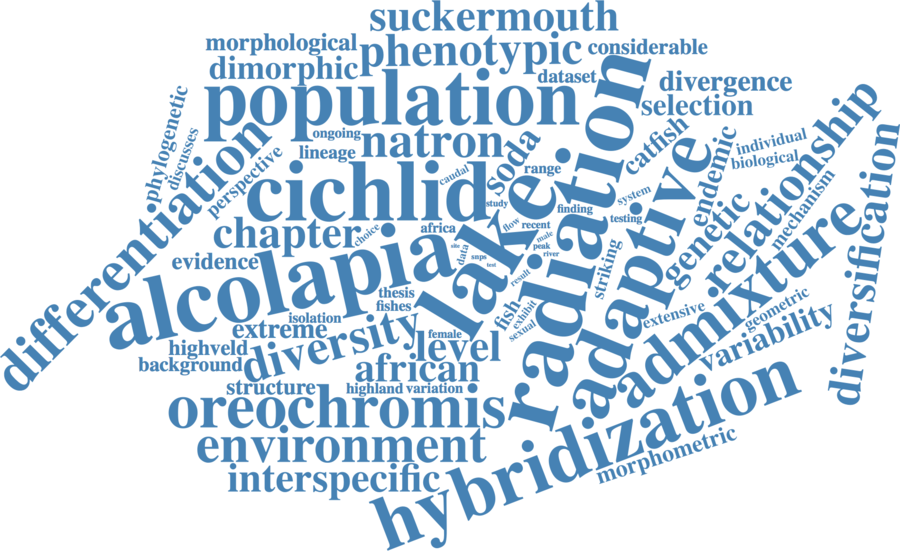 suckermouth
morphological
phenotypic
considerable
dimorphic
dataset
divergence
population
selection
phylogenetic
ongoing
natron
soda
catfish
individual
discusses
lineage
range
endemic
biological
relationship
perspective
cichlid
caudal
study
system
differentiation
radiation
adaptive
finding
testing
mechanism
chapter
choice
africa
flow
recent
genetic
lake
male
peak
river
site
data
snps
test
evidence
alcolapia
striking
admixture
diversification
result
thesis
fishes
fish
exhibit
sexual
extensive
geometric
isolation
extreme
diversity
female
level
variability
highveld
background
african
structure
highland
variation
oreochromis
environment
hybridization
morphometric
interspecific